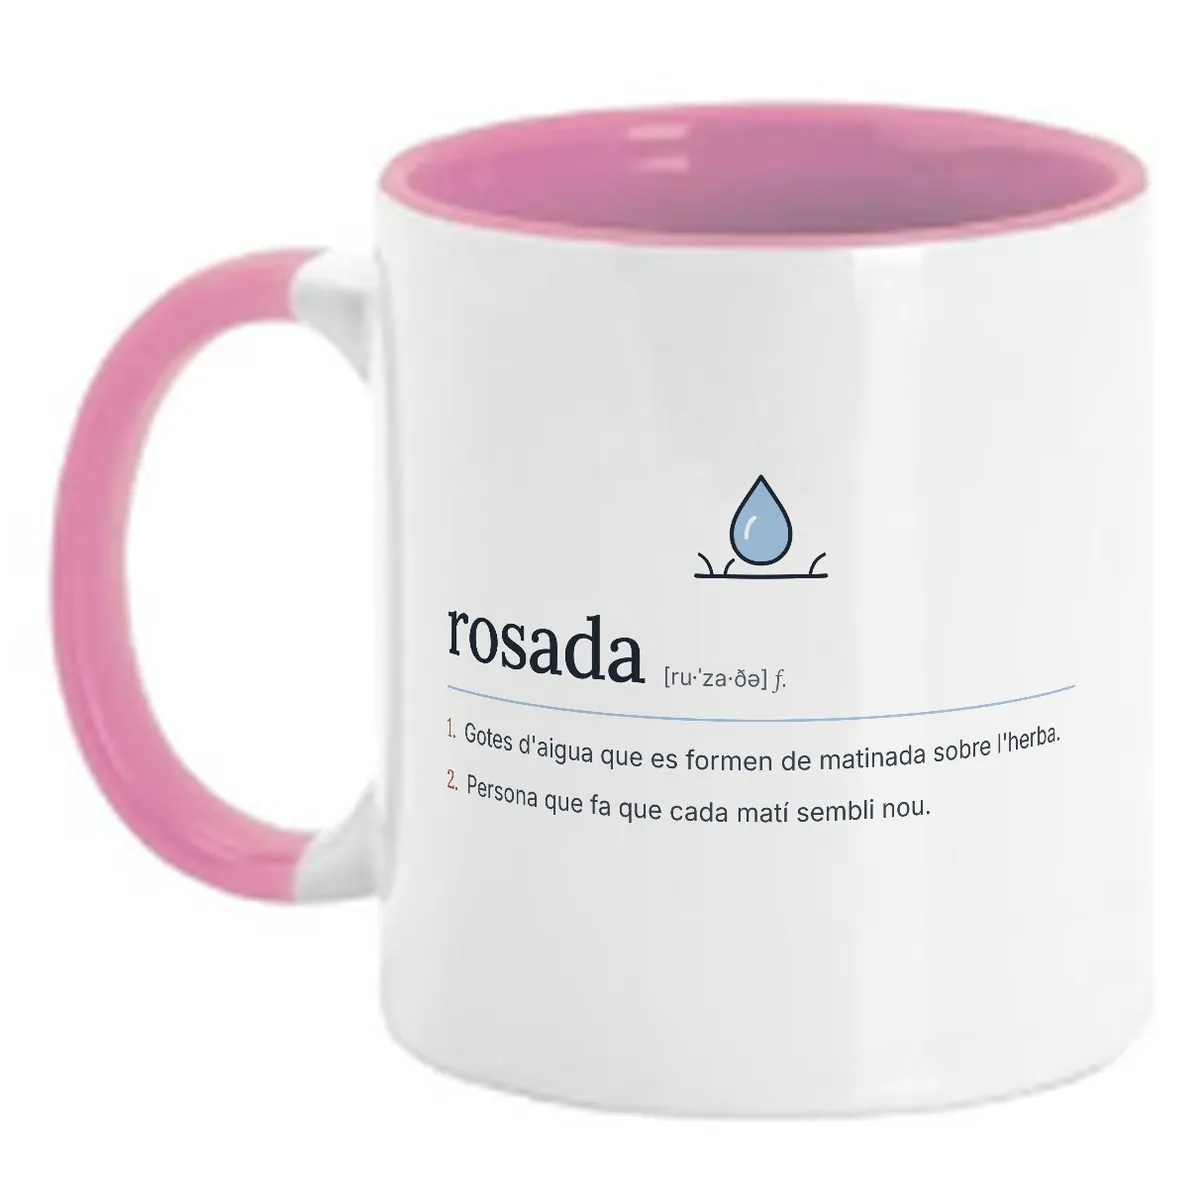 rosada [ru·ˈza·ðə] f.
1. Gotes d'aigua que es formen de matinada sobre l'herba.
2. Persona que fa que cada matí sembli nou.